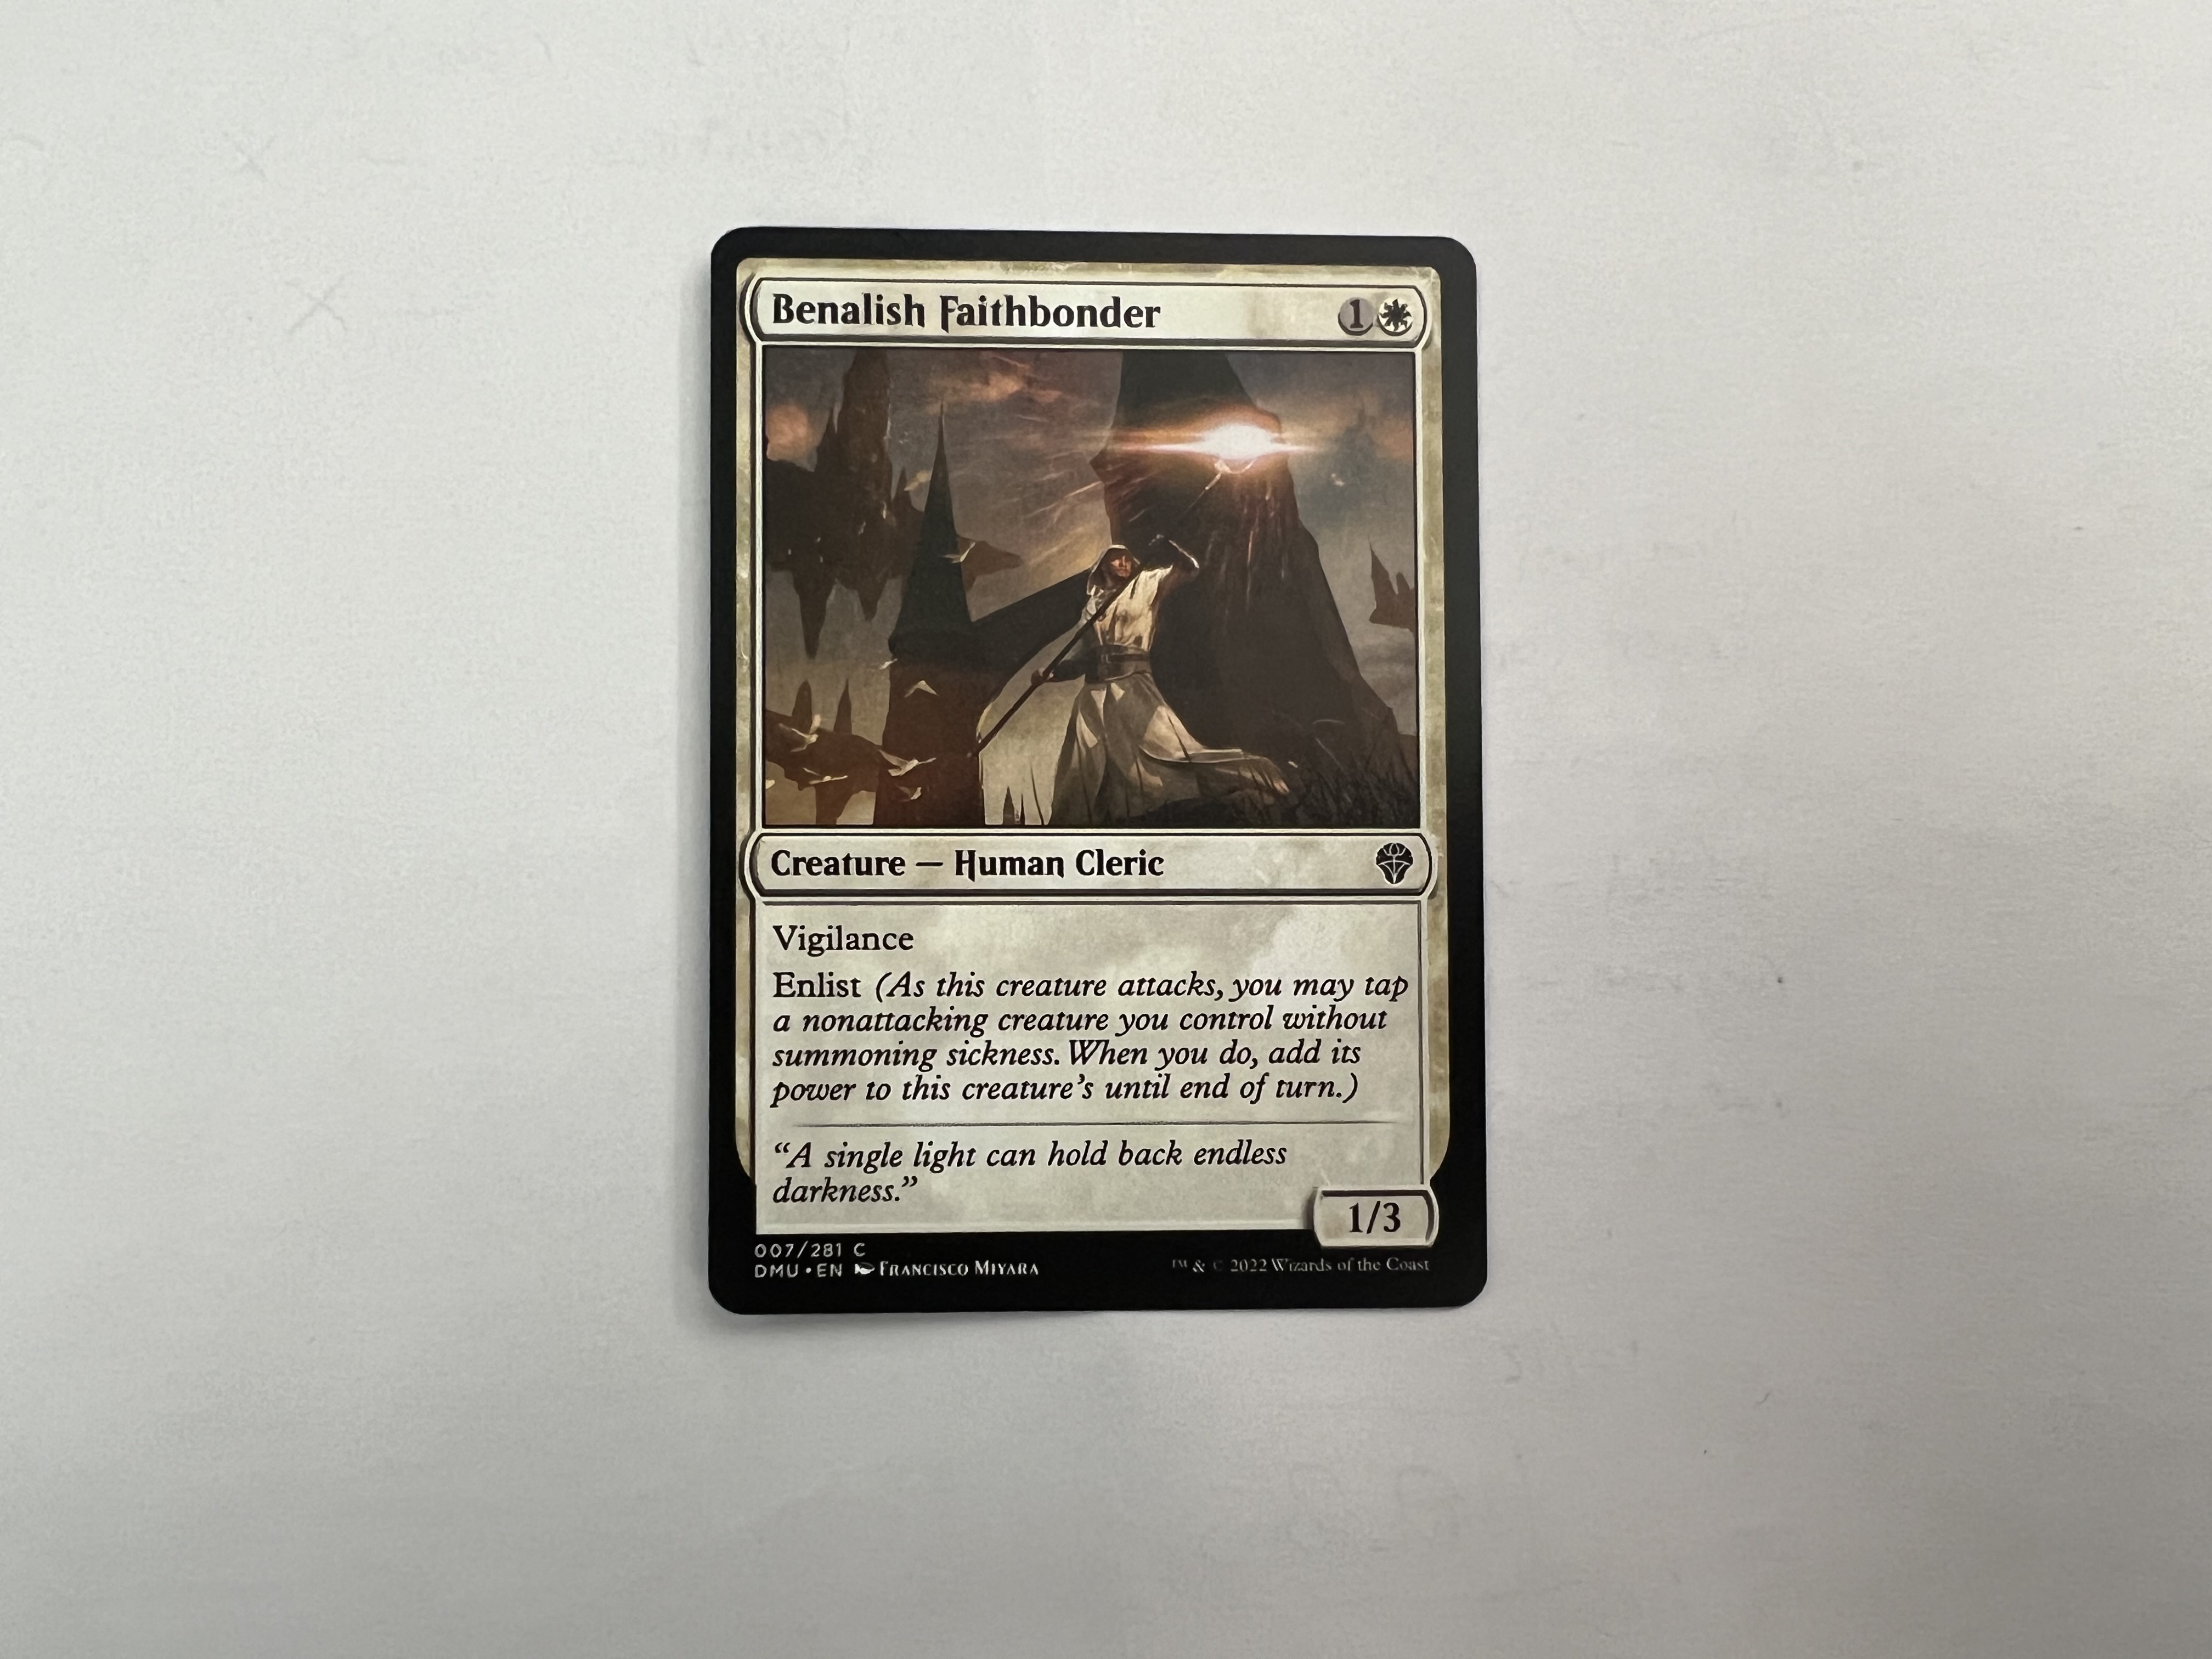 Benalish Faithbonder 1
Creature — Human Cleric
Vigilance
Enlist (As this creature attacks, you may tap
a nonattacking creature you control without
summoning sickness. When you do, add its
power to this creature's until end of turn.)
“A single light can hold back endless
darkness.”
1/3
007/281 C
DMU • EN Francisco Miyara
™ & © 2022 Wizards of the Coast